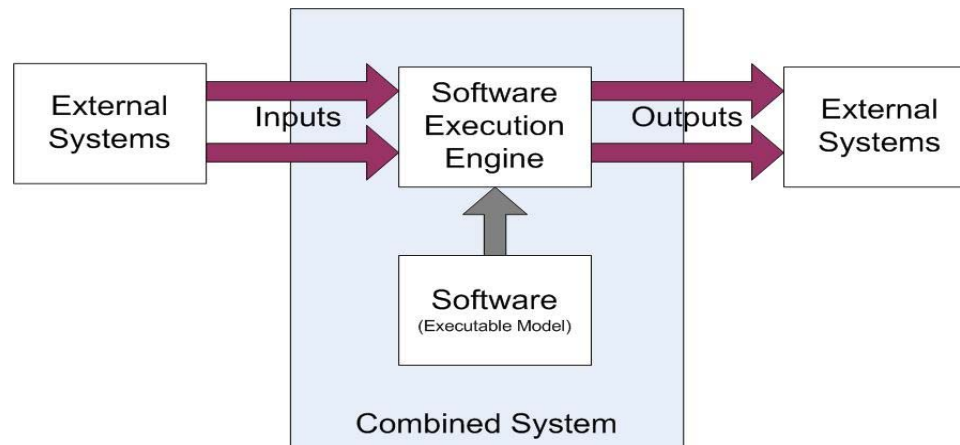 External
Systems
Inputs
Software
Execution
Engine
Outputs
External
Systems
Software
(Executable Model)
Combined System